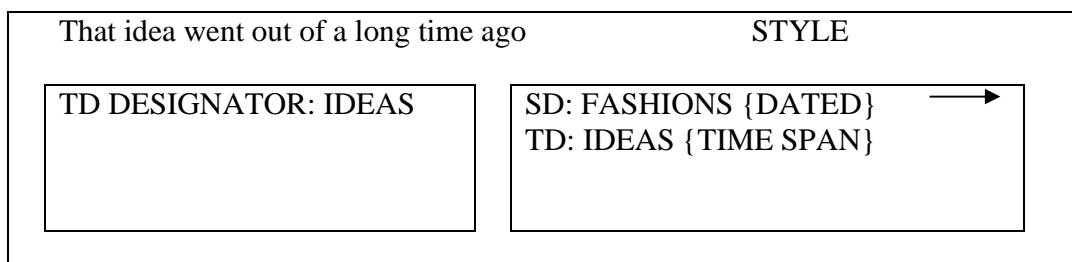 That idea went out of a long time ago STYLE
TD DESIGNATOR: IDEAS
SD: FASHIONS {DATED}
TD: IDEAS {TIME SPAN}